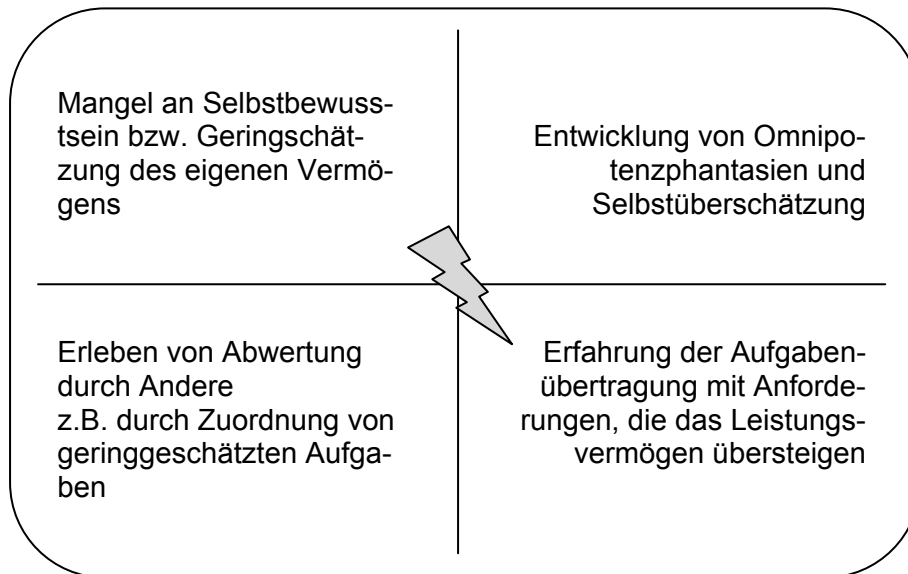 Mangel an Selbstbewuss-
tsein bzw. Geringschät-
zung des eigenen Vermö-
gens
Entwicklung von Omnipo-
tenzphantasien und
Selbstüberschätzung
Erleben von Abwertung
durch Andere
z.B. durch Zuordnung von
geringgeschätzten Aufga-
ben
Erfahrung der Aufgaben-
übertragung mit Anforde-
rungen, die das Leistungs-
vermögen übersteigen